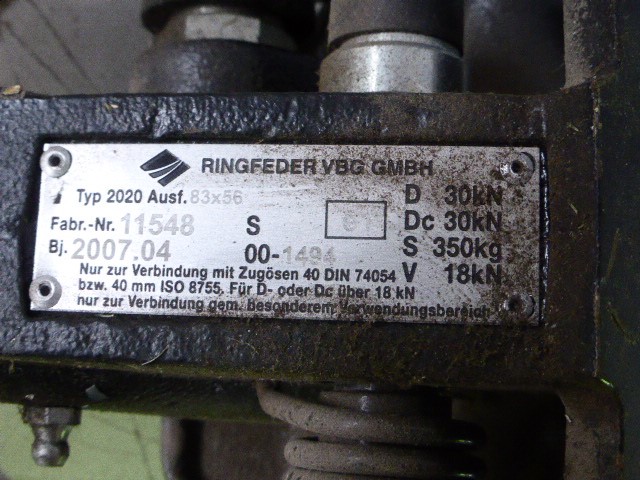 RINGFEDER VBG GMBH
Typ 2020 Ausf. 83x56 D 30kN
Fabr.-Nr. 11548 S Dc 30kN
Bj. 2007.04 00-1494 S 350kg
Nur zur Verbindung mit Zugösen 40 DIN 74054 V 18kN
bzw. 40 mm ISO 8755. Für D- oder Dc über 18 kN
nur zur Verbindung gem. Besonderem Verwendungsbereich